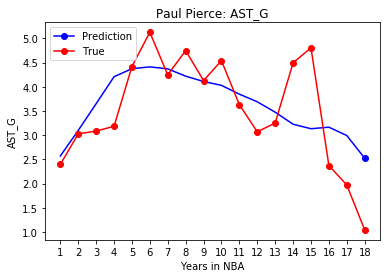 Paul Pierce: AST_G
Prediction
True
AST_G
5.0
4.5
4.0
3.5
3.0
2.5
2.0
1.5
1.0
1 2 3 4 5 6 7 8 9 10 11 12 13 14 15 16 17 18
Years in NBA